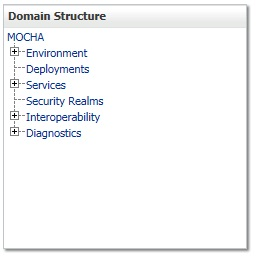 Domain Structure
MOCHA
Environment
Deployments
Services
Security Realms
Interoperability
Diagnostics